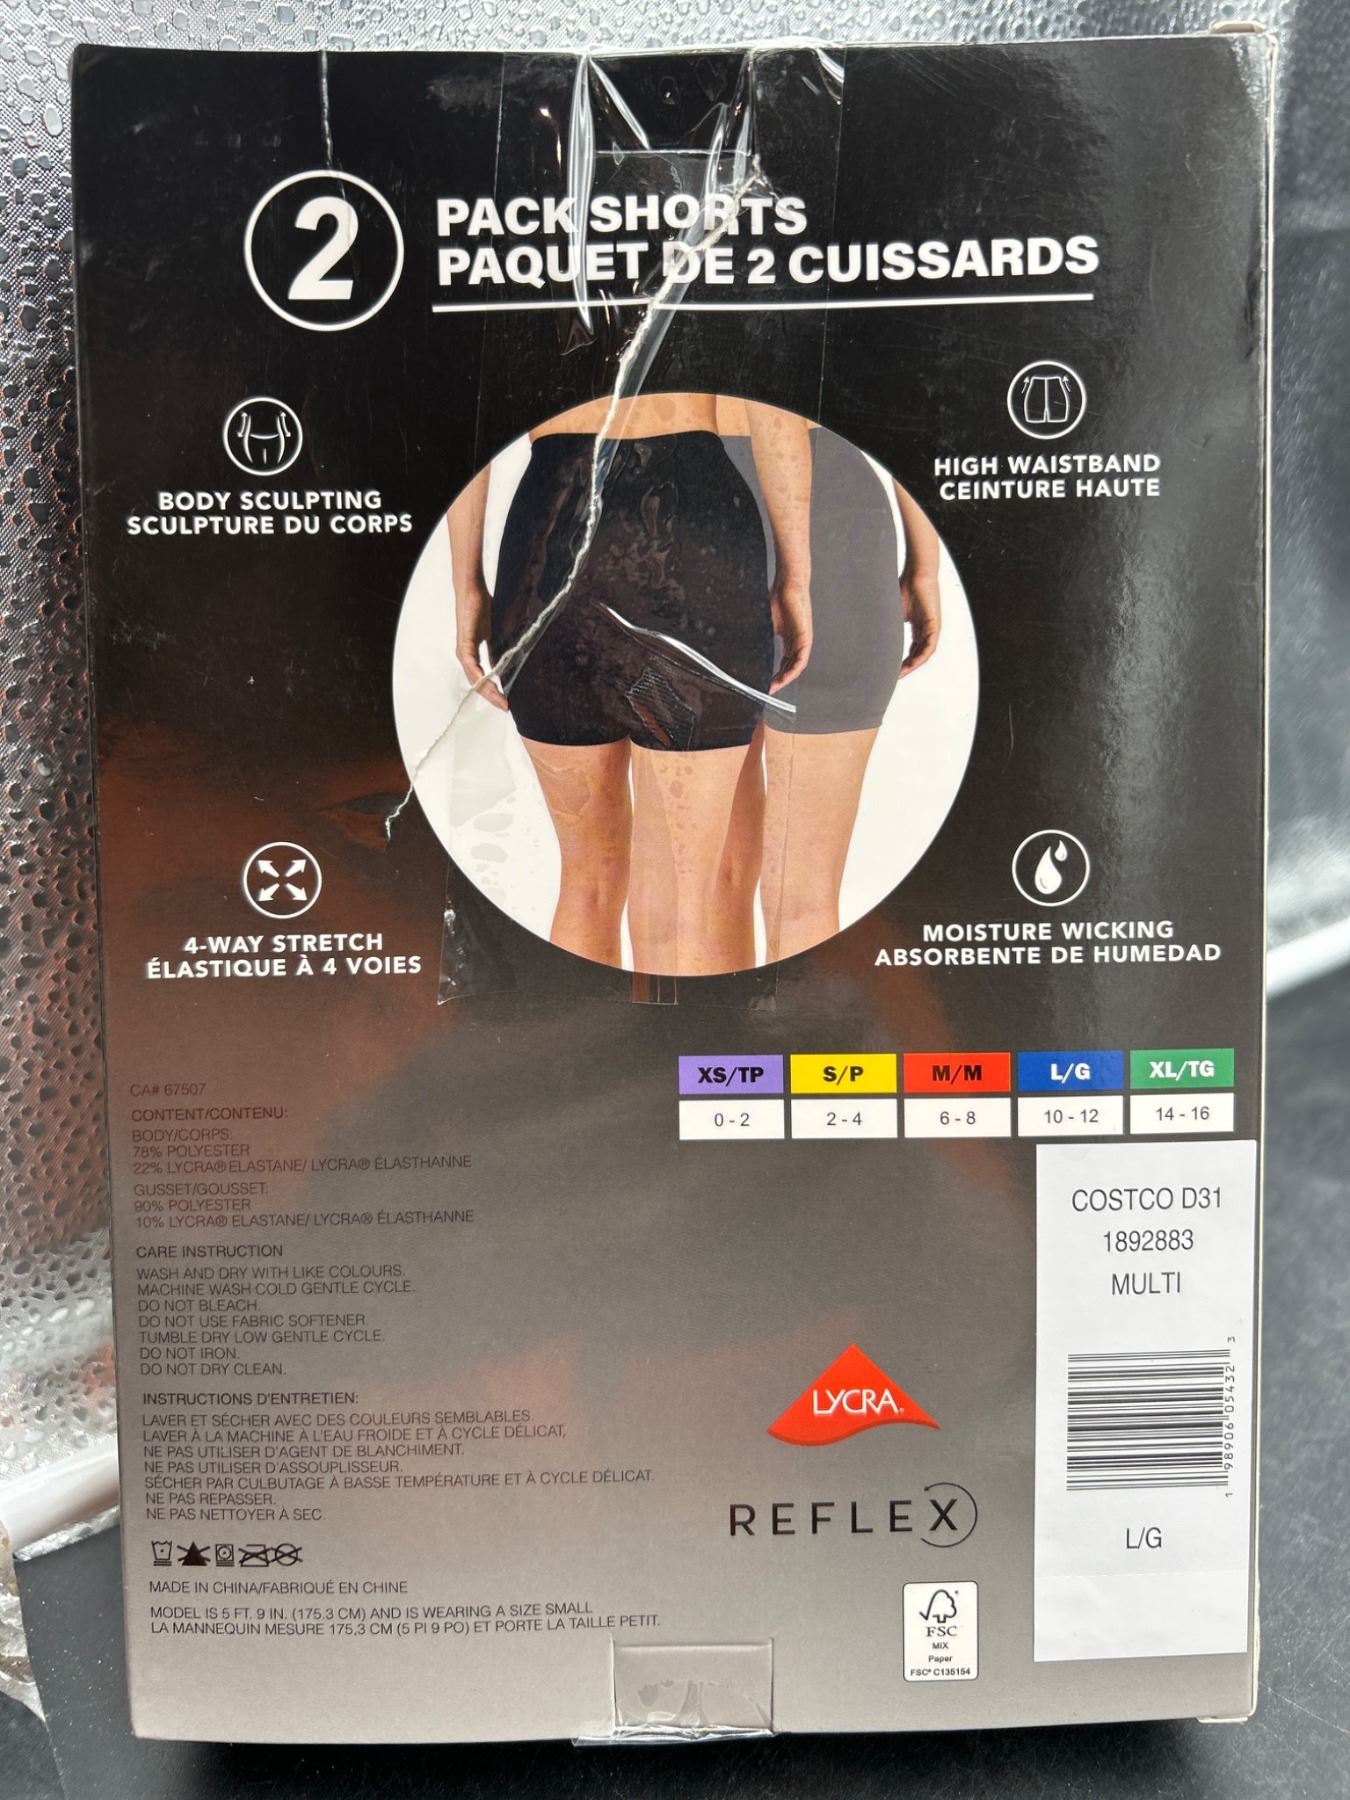 2
PACK SHORTS
PAQUET DE 2 CUISSARDS
BODY SCULPTING
SCULPTURE DU CORPS
HIGH WAISTBAND
CEINTURE HAUTE
4-WAY STRETCH
ÉLASTIQUE À 4 VOIES
MOISTURE WICKING
ABSORBENTE DE HUMEDAD
XS/TP S/P M/M L/G XL/TG
0 - 2 2 - 4 6 - 8 10 - 12 14 - 16
CA# 67507
CONTENT/CONTENU:
BODY/CORPS:
78% POLYESTER
22% LYCRA® ELASTANE/ LYCRA® ÉLASTHANNE
GUSSET/GOUSSET:
90% POLYESTER
10% LYCRA® ELASTANE/ LYCRA® ÉLASTHANNE
CARE INSTRUCTION
WASH AND DRY WITH LIKE COLOURS.
MACHINE WASH COLD GENTLE CYCLE.
DO NOT BLEACH.
DO NOT USE FABRIC SOFTENER.
TUMBLE DRY LOW GENTLE CYCLE.
DO NOT IRON.
DO NOT DRY CLEAN.
INSTRUCTIONS D'ENTRETIEN:
LAVER ET SÉCHER AVEC DES COULEURS SEMBLABLES.
LAVER À LA MACHINE À L'EAU FROIDE ET À CYCLE DÉLICAT,
NE PAS UTILISER D'AGENT DE BLANCHIMENT.
NE PAS UTILISER D'ASSOUPLISSEUR.
SÉCHER PAR CULBUTAGE À BASSE TEMPÉRATURE ET À CYCLE DÉLICAT.
NE PAS REPASSER.
NE PAS NETTOYER À SEC.
MADE IN CHINA/FABRIQUÉ EN CHINE
MODEL IS 5 FT. 9 IN. (175.3 CM) AND IS WEARING A SIZE SMALL
LA MANNEQUIN MESURE 175,3 CM (5 PI 9 PO) ET PORTE LA TAILLE PETIT.
LYCRA®
REFLEX
FSC
MIX
Paper
FSC® C135154
COSTCO D31
1892883
MULTI
1 98906 05432 3
L/G